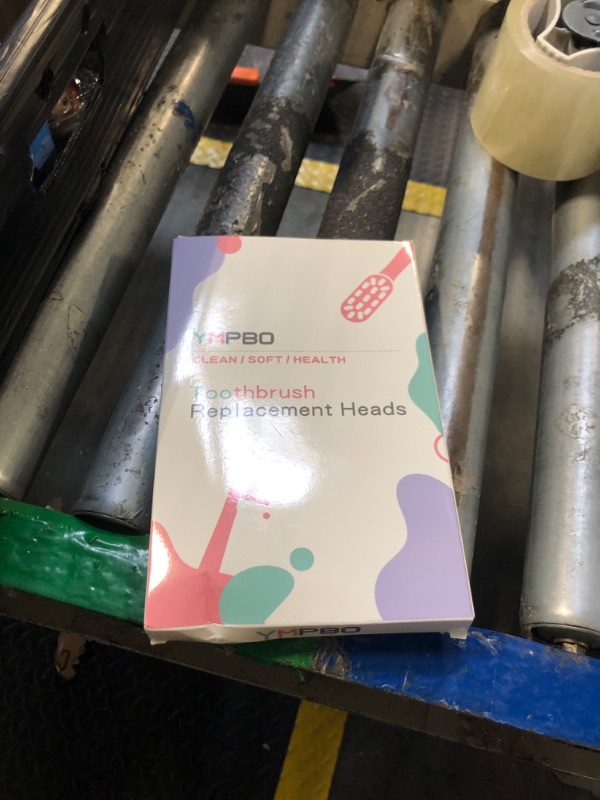 YMPBO
CLEAN / SOFT / HEALTH
Toothbrush
Replacement Heads
YMPBO